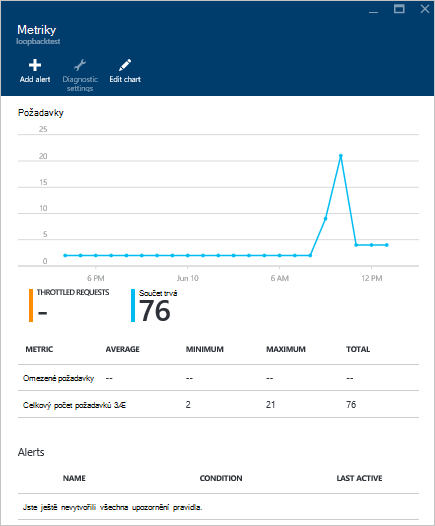 Metriky
loopbacktest
Add alert Diagnostic settings Edit chart
Požadavky
25
20
15
10
5
0
6 PM Jun 10 6 AM 12 PM
THROTTLED REQUESTS
-
Součet trvá
76
METRIC AVERAGE MINIMUM MAXIMUM TOTAL
Omezené požadavky -- -- -- --
Celkový počet požadavků 3,Æ 2 21 76
Alerts
NAME CONDITION LAST ACTIVE
Jste ještě nevytvořili všechna upozornění pravidla.